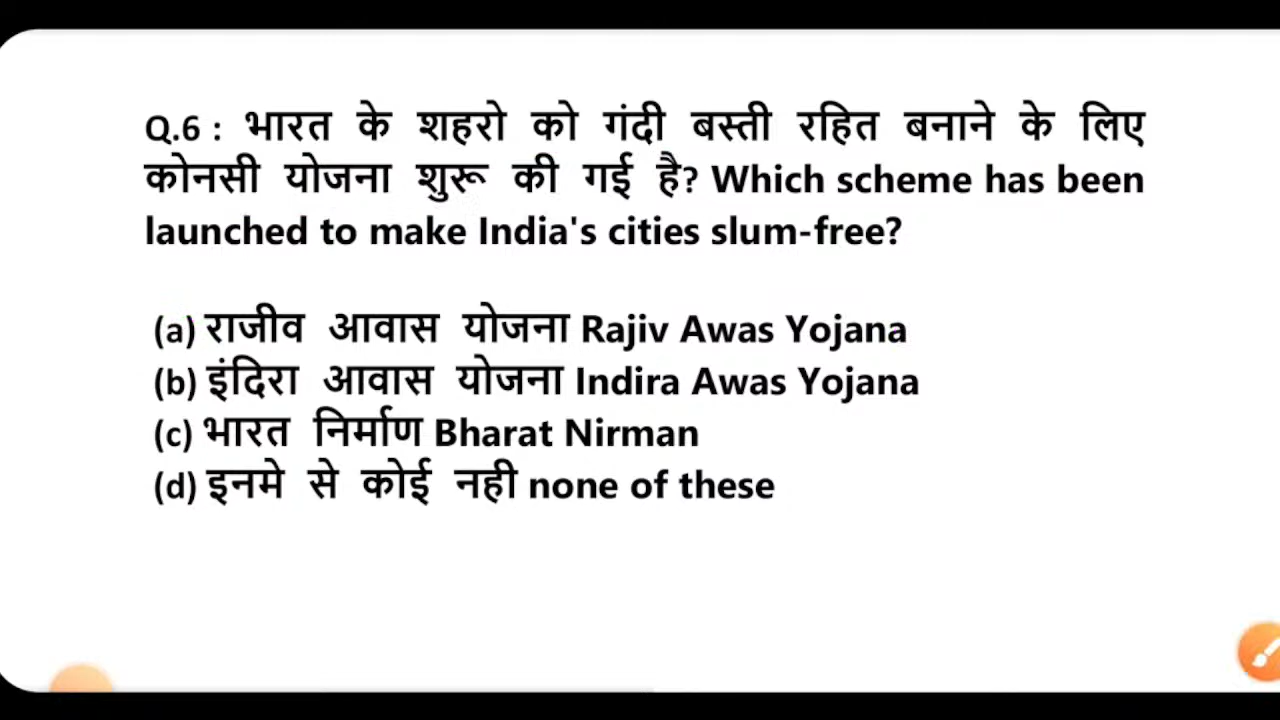 Q.6 : भारत के शहरो को गंदी बस्ती रहित बनाने के लिए
कोनसी योजना शुरू की गई है? Which scheme has been
launched to make India's cities slum-free?
(a) राजीव आवास योजना Rajiv Awas Yojana
(b) इंदिरा आवास योजना Indira Awas Yojana
(c) भारत निर्माण Bharat Nirman
(d) इनमे से कोई नही none of these